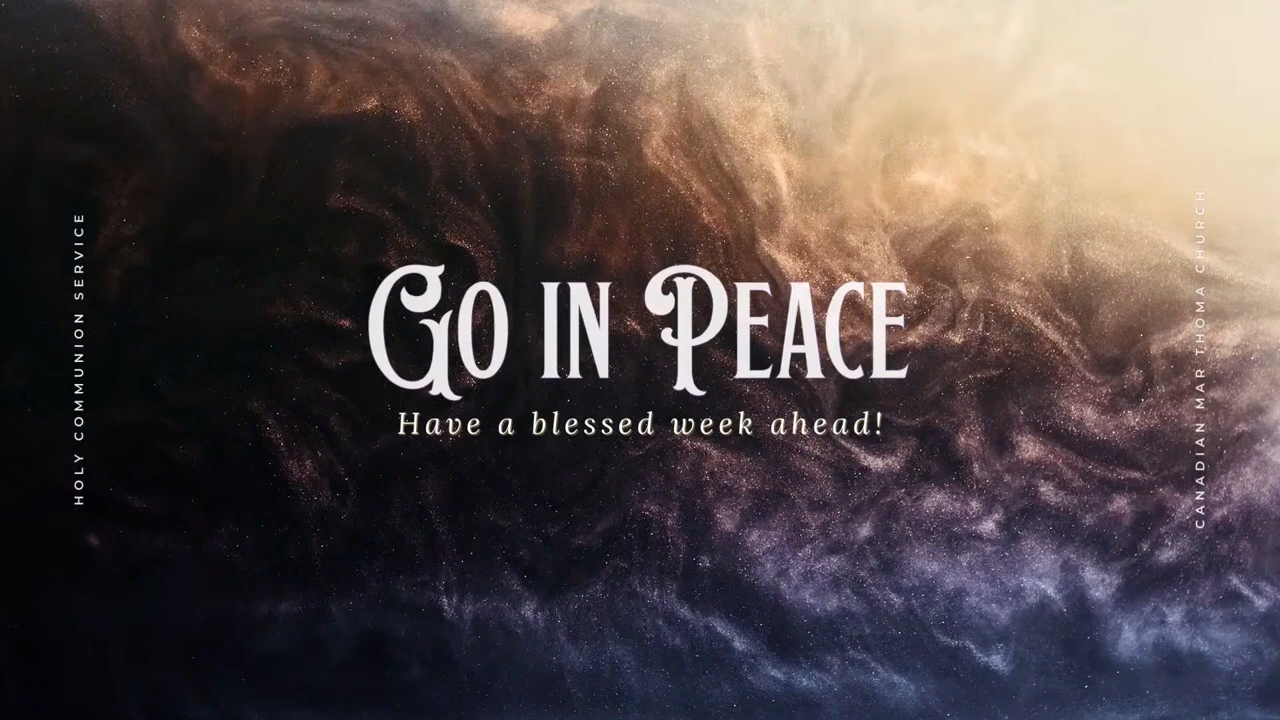 HOLY COMMUNION SERVICE
Go in Peace
Have a blessed week ahead!
CANADIAN MAR THOMA CHURCH